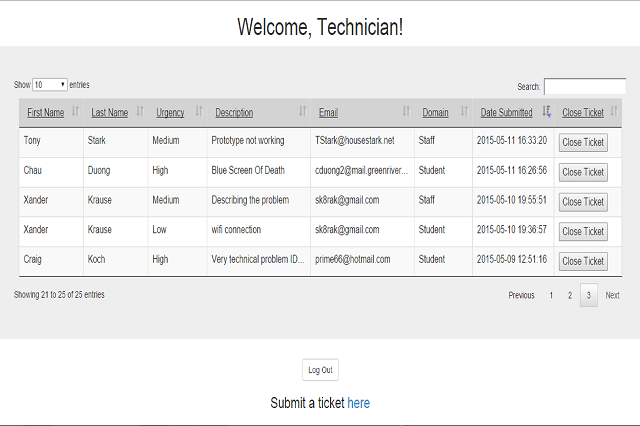 Welcome, Technician!
Show 10 entries Search:
First Name Last Name Urgency Description Email Domain Date Submitted Close Ticket
Tony Stark Medium Prototype not working TStark@housestark.net Staff 2015-05-11 16:33:20 Close Ticket
Chau Duong High Blue Screen Of Death cduong2@mail.greenriver... Student 2015-05-11 16:26:56 Close Ticket
Xander Krause Medium Describing the problem sk8rak@gmail.com Staff 2015-05-10 19:55:51 Close Ticket
Xander Krause Low wifi connection sk8rak@gmail.com Student 2015-05-10 19:36:57 Close Ticket
Craig Koch High Very technical problem ID... prime66@hotmail.com Student 2015-05-09 12:51:16 Close Ticket
Showing 21 to 25 of 25 entries Previous 1 2 3 Next
Log Out
Submit a ticket here